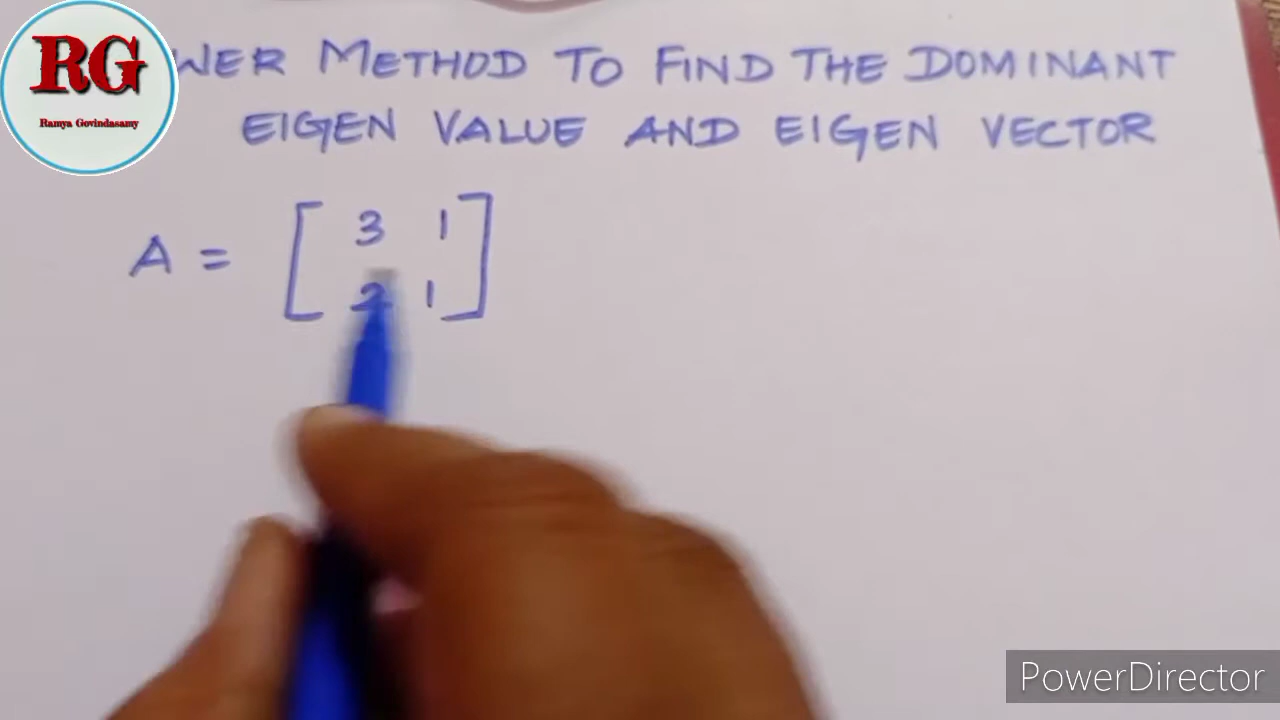 RG
Ramya Govindasamy
WER METHOD TO FIND THE DOMINANT
EIGEN VALUE AND EIGEN VECTOR
A = [ 3 1
2 1 ]
PowerDirector